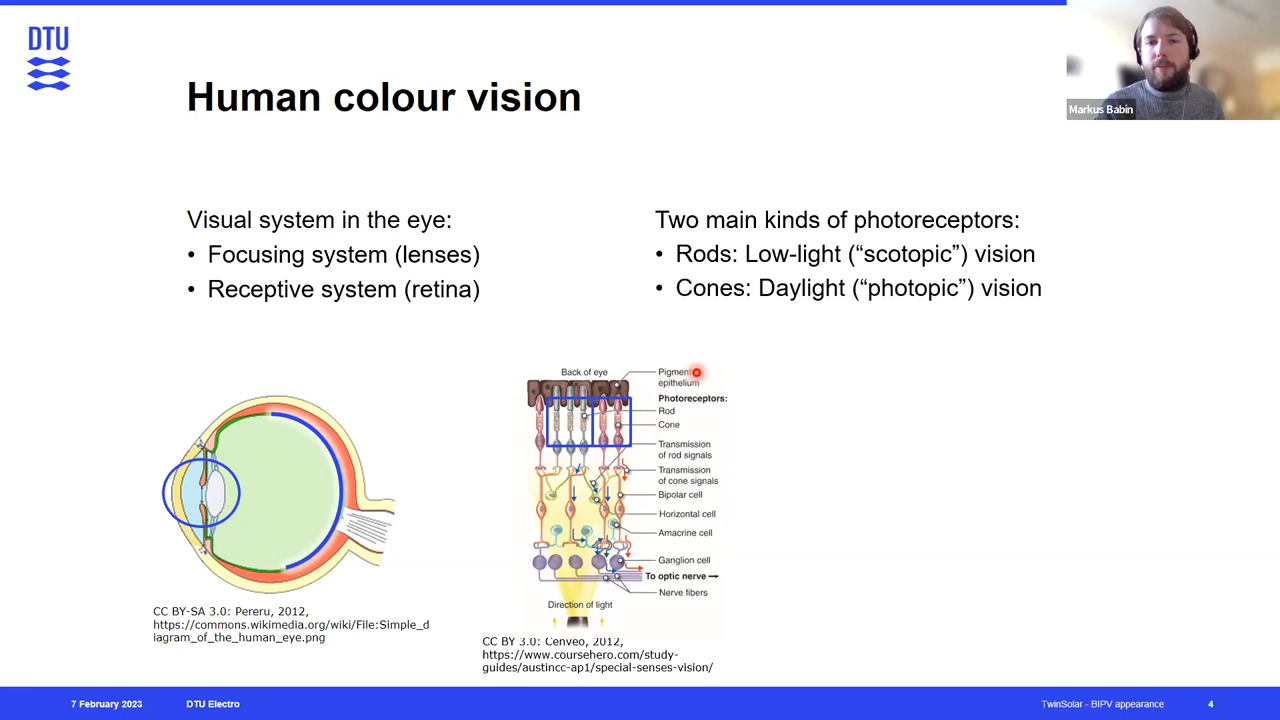 DTU
Human colour vision
Markus Babin
Visual system in the eye:
• Focusing system (lenses)
• Receptive system (retina)
Two main kinds of photoreceptors:
• Rods: Low-light (“scotopic”) vision
• Cones: Daylight (“photopic”) vision
Back of eye
Pigment
epithelium
Photoreceptors:
Rod
Cone
Transmission
of rod signals
Transmission
of cone signals
Bipolar cell
Horizontal cell
Amacrine cell
Ganglion cell
To optic nerve
Nerve fibers
Direction of light
CC BY-SA 3.0: Pereru, 2012,
https://commons.wikimedia.org/wiki/File:Simple_d
iagram_of_the_human_eye.png
CC BY 3.0: Cenveo, 2012,
https://www.coursehero.com/study-
guides/austincc-ap1/special-senses-vision/
7 February 2023
DTU Electro
TwinSolar - BIPV appearance
4